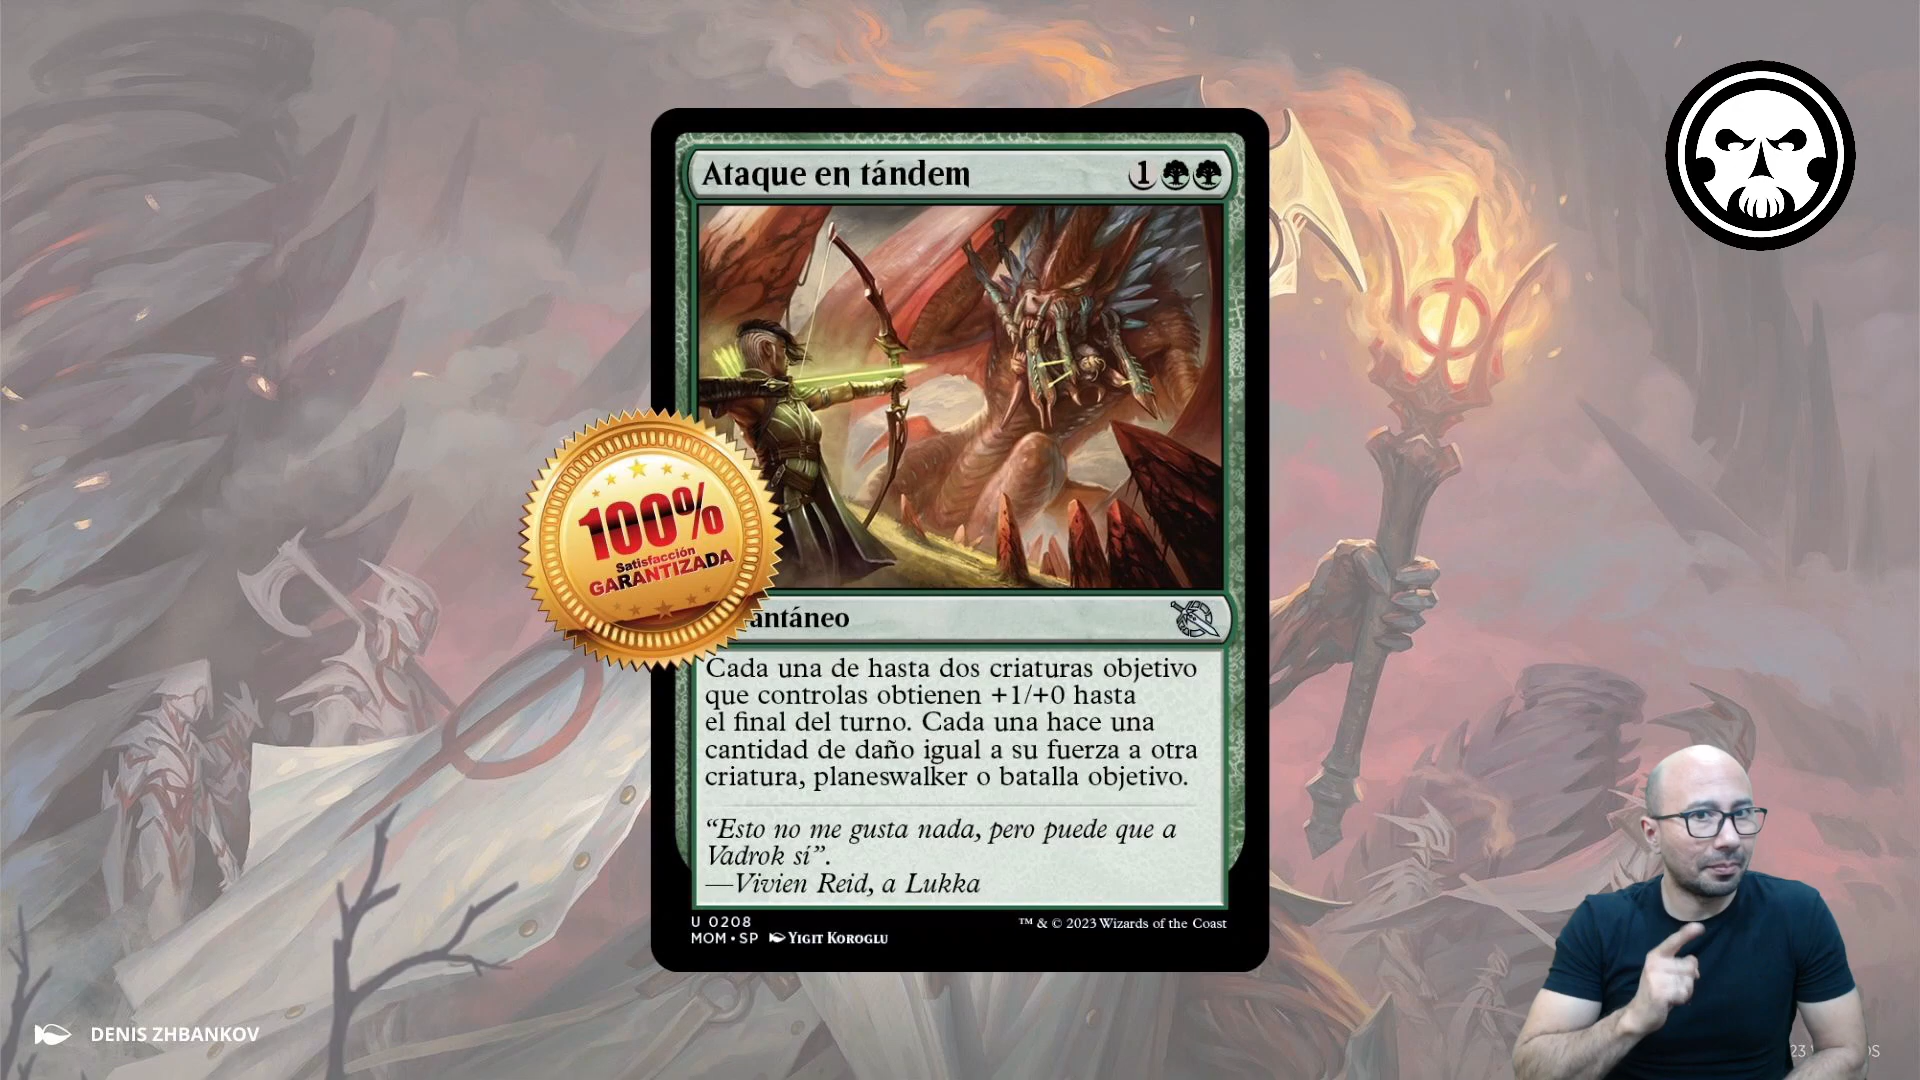 Ataque en tándem
1
100%
Satisfacción
GARANTIZADA
antáneo
Cada una de hasta dos criaturas objetivo
que controlas obtienen +1/+0 hasta
el final del turno. Cada una hace una
cantidad de daño igual a su fuerza a otra
criatura, planeswalker o batalla objetivo.
“Esto no me gusta nada, pero puede que a
Vadrok sí”.
—Vivien Reid, a Lukka
U 0208
MOM • SP YIGIT KOROGLU
™ & © 2023 Wizards of the Coast
DENIS ZHBANKOV